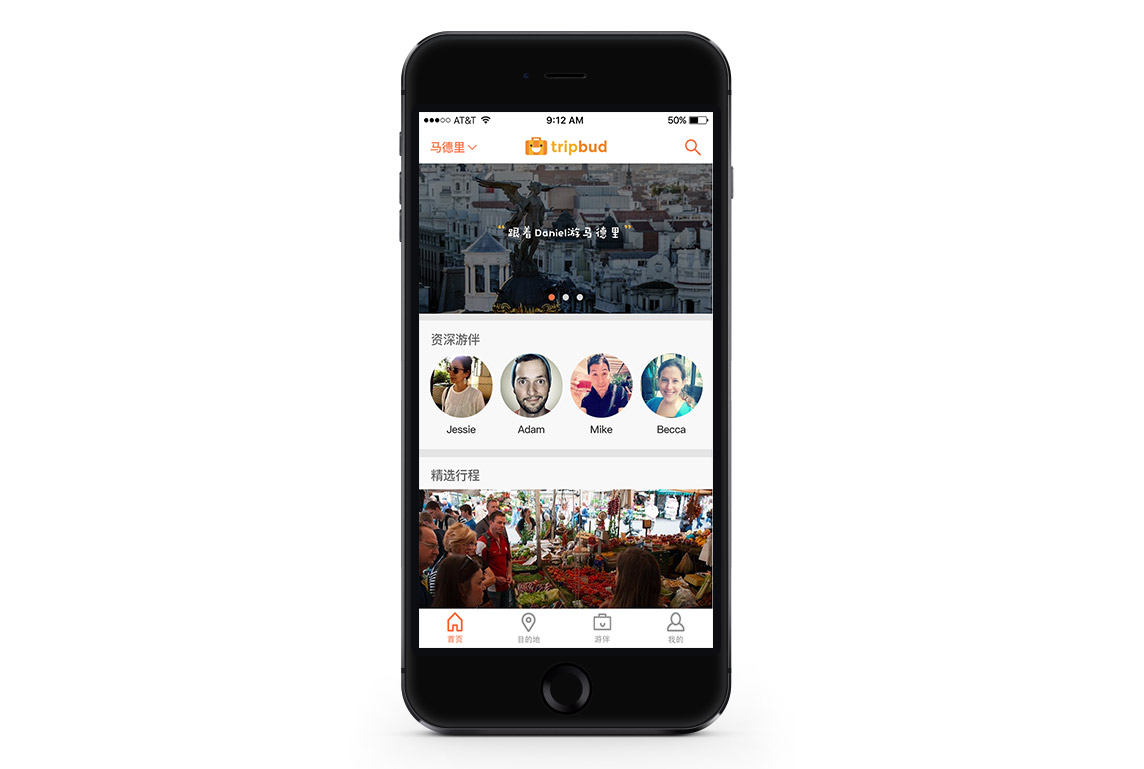 AT&T 9:12 AM 50%
马德里 tripbud
“跟着Daniel游马德里”
资深游伴
Jessie Adam Mike Becca
精选行程
首页 目的地 游伴 我的